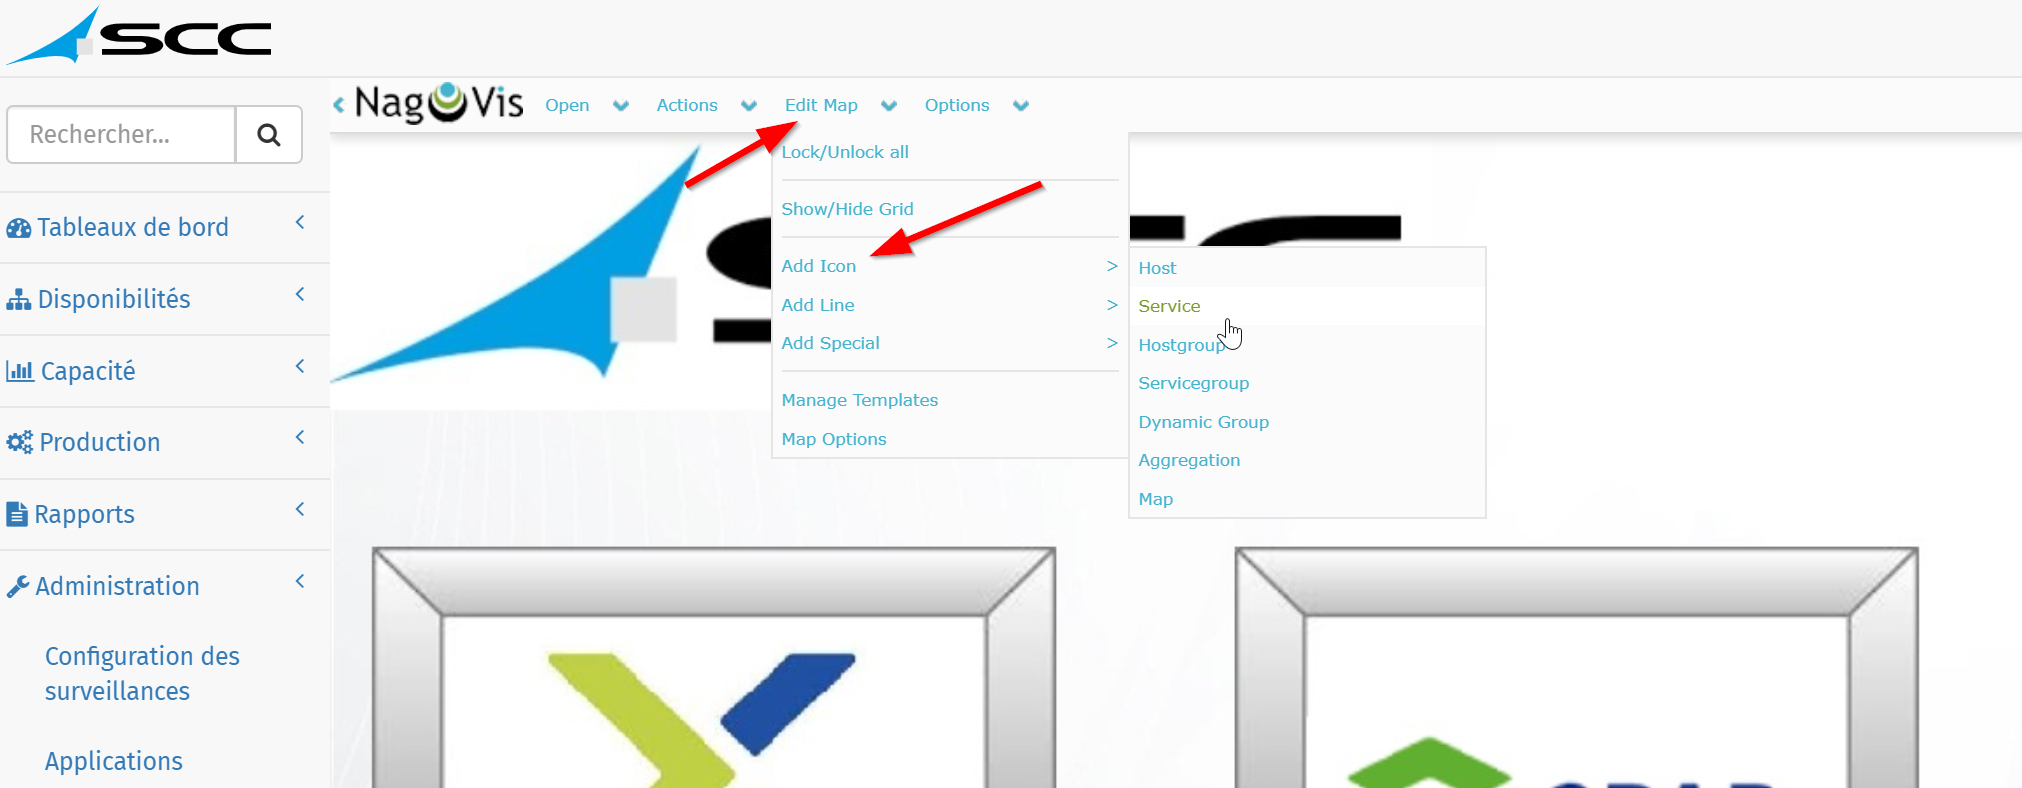 SCC
Rechercher...
NagVis
Open
Actions
Edit Map
Options
Tableaux de bord
Disponibilités
Capacité
Production
Rapports
Administration
Configuration des
surveillances
Applications
Lock/Unlock all
Show/Hide Grid
Add Icon >
Add Line >
Add Special >
Manage Templates
Map Options
Host
Service
Hostgroup
Servicegroup
Dynamic Group
Aggregation
Map